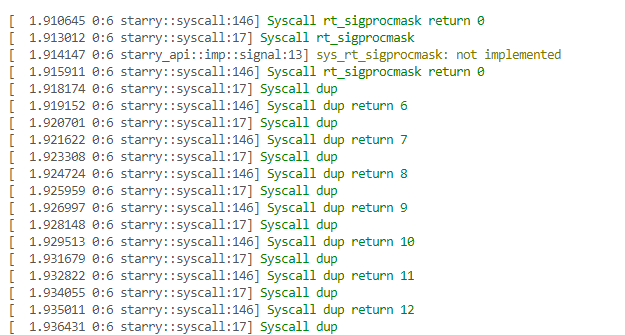 [  1.910645 0:6 starry::syscall:146] Syscall rt_sigprocmask return 0
[  1.913012 0:6 starry::syscall:17] Syscall rt_sigprocmask
[  1.914147 0:6 starry_api::imp::signal:13] sys_rt_sigprocmask: not implemented
[  1.915911 0:6 starry::syscall:146] Syscall rt_sigprocmask return 0
[  1.918174 0:6 starry::syscall:17] Syscall dup
[  1.919152 0:6 starry::syscall:146] Syscall dup return 6
[  1.920701 0:6 starry::syscall:17] Syscall dup
[  1.921622 0:6 starry::syscall:146] Syscall dup return 7
[  1.923308 0:6 starry::syscall:17] Syscall dup
[  1.924724 0:6 starry::syscall:146] Syscall dup return 8
[  1.925959 0:6 starry::syscall:17] Syscall dup
[  1.926997 0:6 starry::syscall:146] Syscall dup return 9
[  1.928148 0:6 starry::syscall:17] Syscall dup
[  1.929513 0:6 starry::syscall:146] Syscall dup return 10
[  1.931679 0:6 starry::syscall:17] Syscall dup
[  1.932822 0:6 starry::syscall:146] Syscall dup return 11
[  1.934055 0:6 starry::syscall:17] Syscall dup
[  1.935011 0:6 starry::syscall:146] Syscall dup return 12
[  1.936431 0:6 starry::syscall:17] Syscall dup